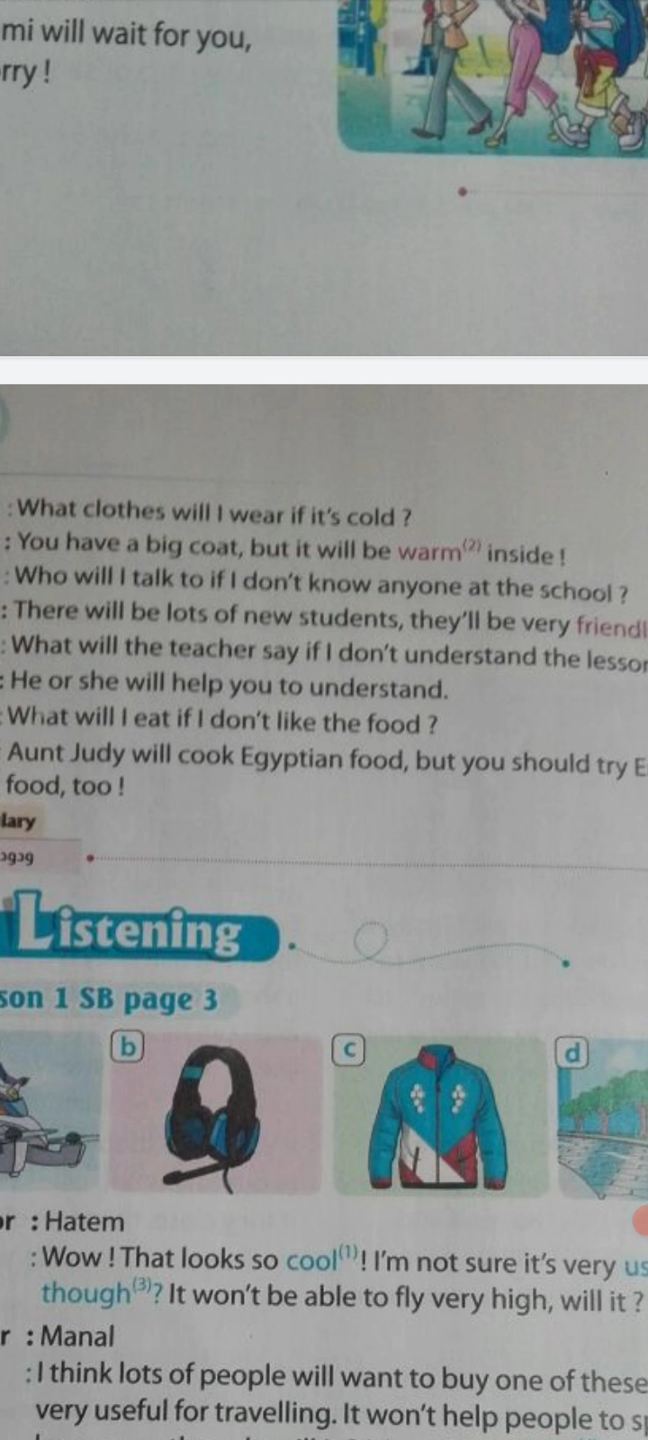 mi will wait for you,
rry !
: What clothes will I wear if it's cold ?
: You have a big coat, but it will be warm(2) inside !
: Who will I talk to if I don't know anyone at the school ?
: There will be lots of new students, they'll be very friendl
: What will the teacher say if I don't understand the lesson
: He or she will help you to understand.
: What will I eat if I don't like the food ?
Aunt Judy will cook Egyptian food, but you should try E
food, too !
lary
Listening
son 1 SB page 3
b
c
d
or : Hatem
: Wow ! That looks so cool(1)! I'm not sure it's very us
though(3)? It won't be able to fly very high, will it ?
r : Manal
: I think lots of people will want to buy one of these
very useful for travelling. It won't help people to sp